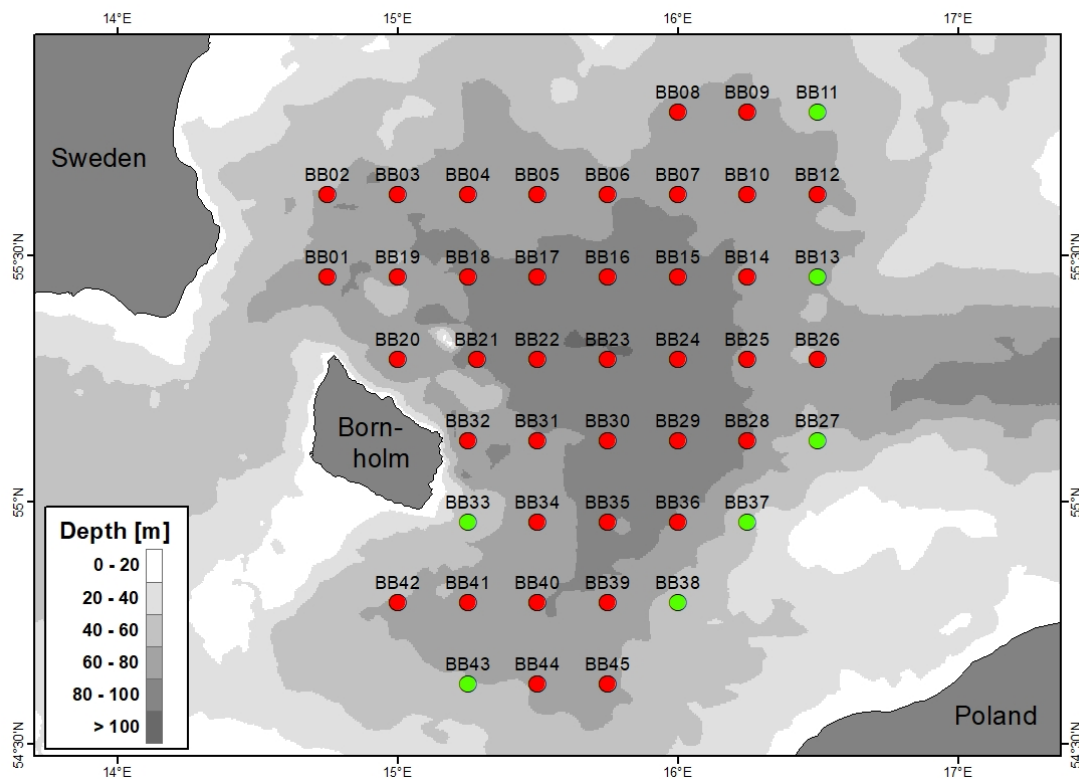 14°E 15°E 16°E 17°E
BB08 BB09 BB11
Sweden
BB02 BB03 BB04 BB05 BB06 BB07 BB10 BB12
55°30'N 55°30'N
BB01 BB19 BB18 BB17 BB16 BB15 BB14 BB13
BB20 BB21 BB22 BB23 BB24 BB25 BB26
BB32 BB31 BB30 BB29 BB28 BB27
Born-
holm
BB33 BB34 BB35 BB36 BB37
55°N 55°N
BB42 BB41 BB40 BB39 BB38
BB43 BB44 BB45
Poland
Depth [m]
0 - 20
20 - 40
40 - 60
60 - 80
80 - 100
> 100
54°30'N 54°30'N
14°E 15°E 16°E 17°E